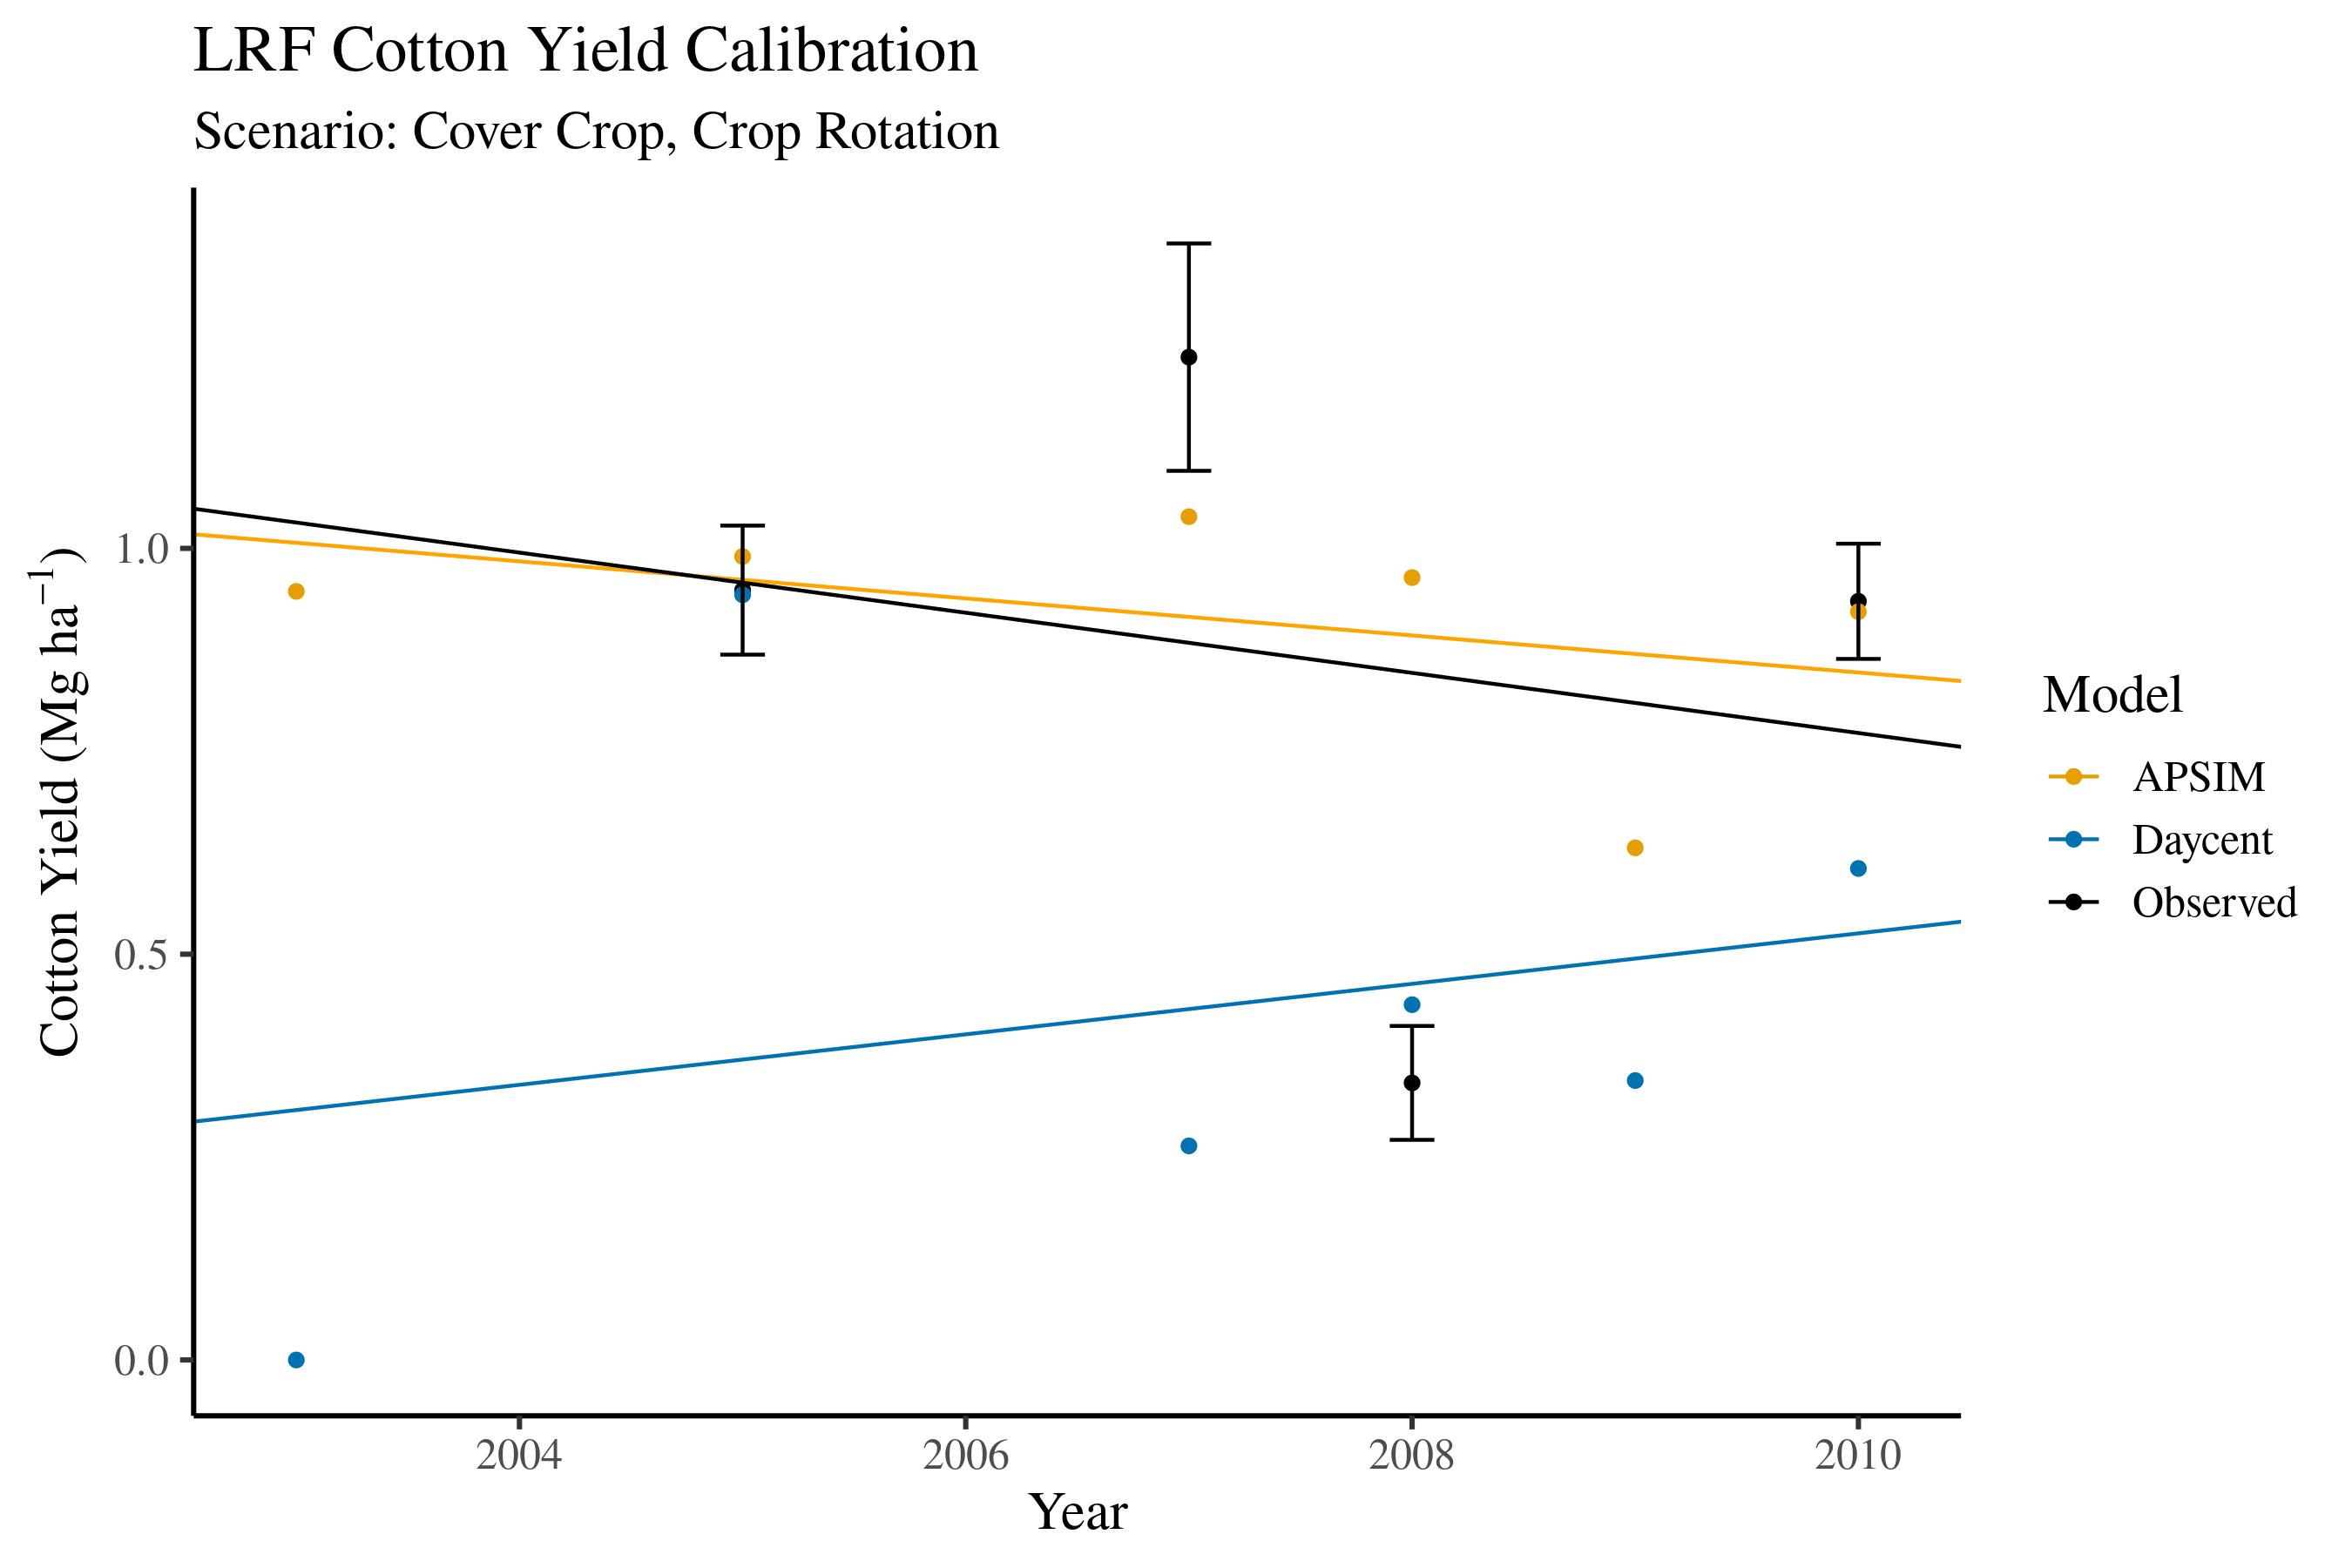 LRF Cotton Yield Calibration
Scenario: Cover Crop, Crop Rotation
Cotton Yield (Mg ha⁻¹)
1.0
0.5
0.0
2004
2006
2008
2010
Year
Model
APSIM
Daycent
Observed